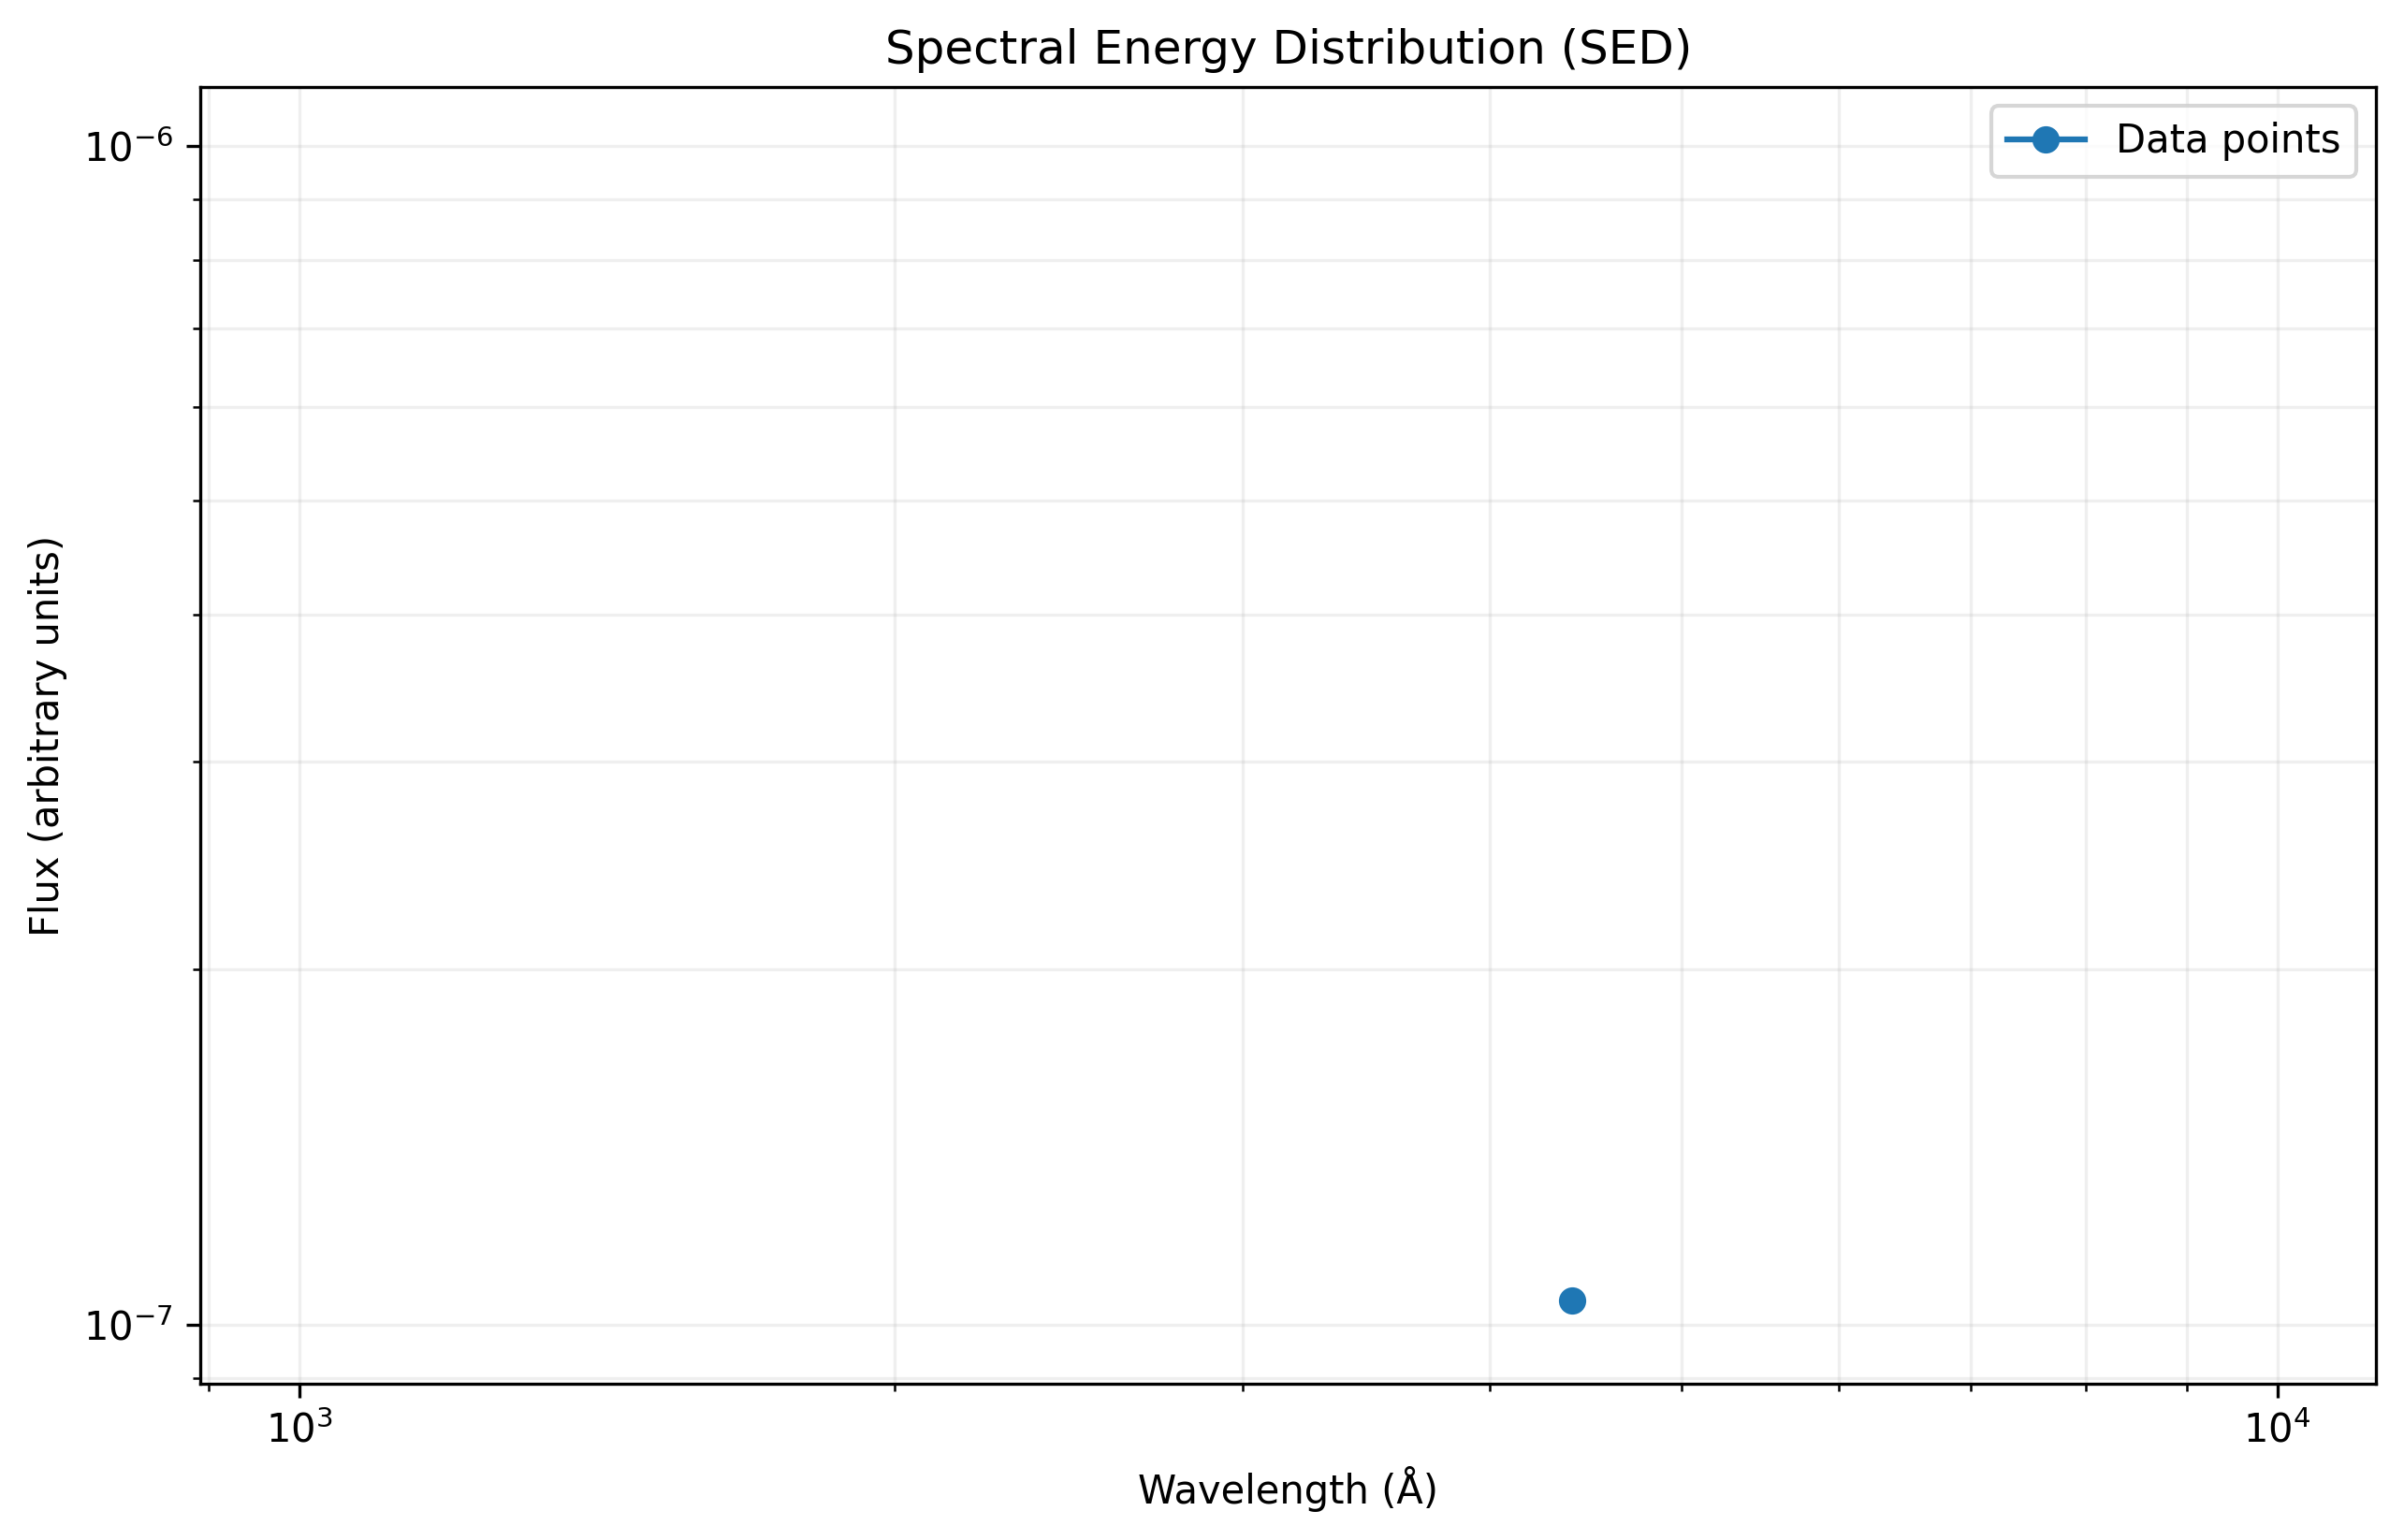 Spectral Energy Distribution (SED)
Data points
10⁻⁶
Flux (arbitrary units)
10⁻⁷
10³
10⁴
Wavelength (Å)